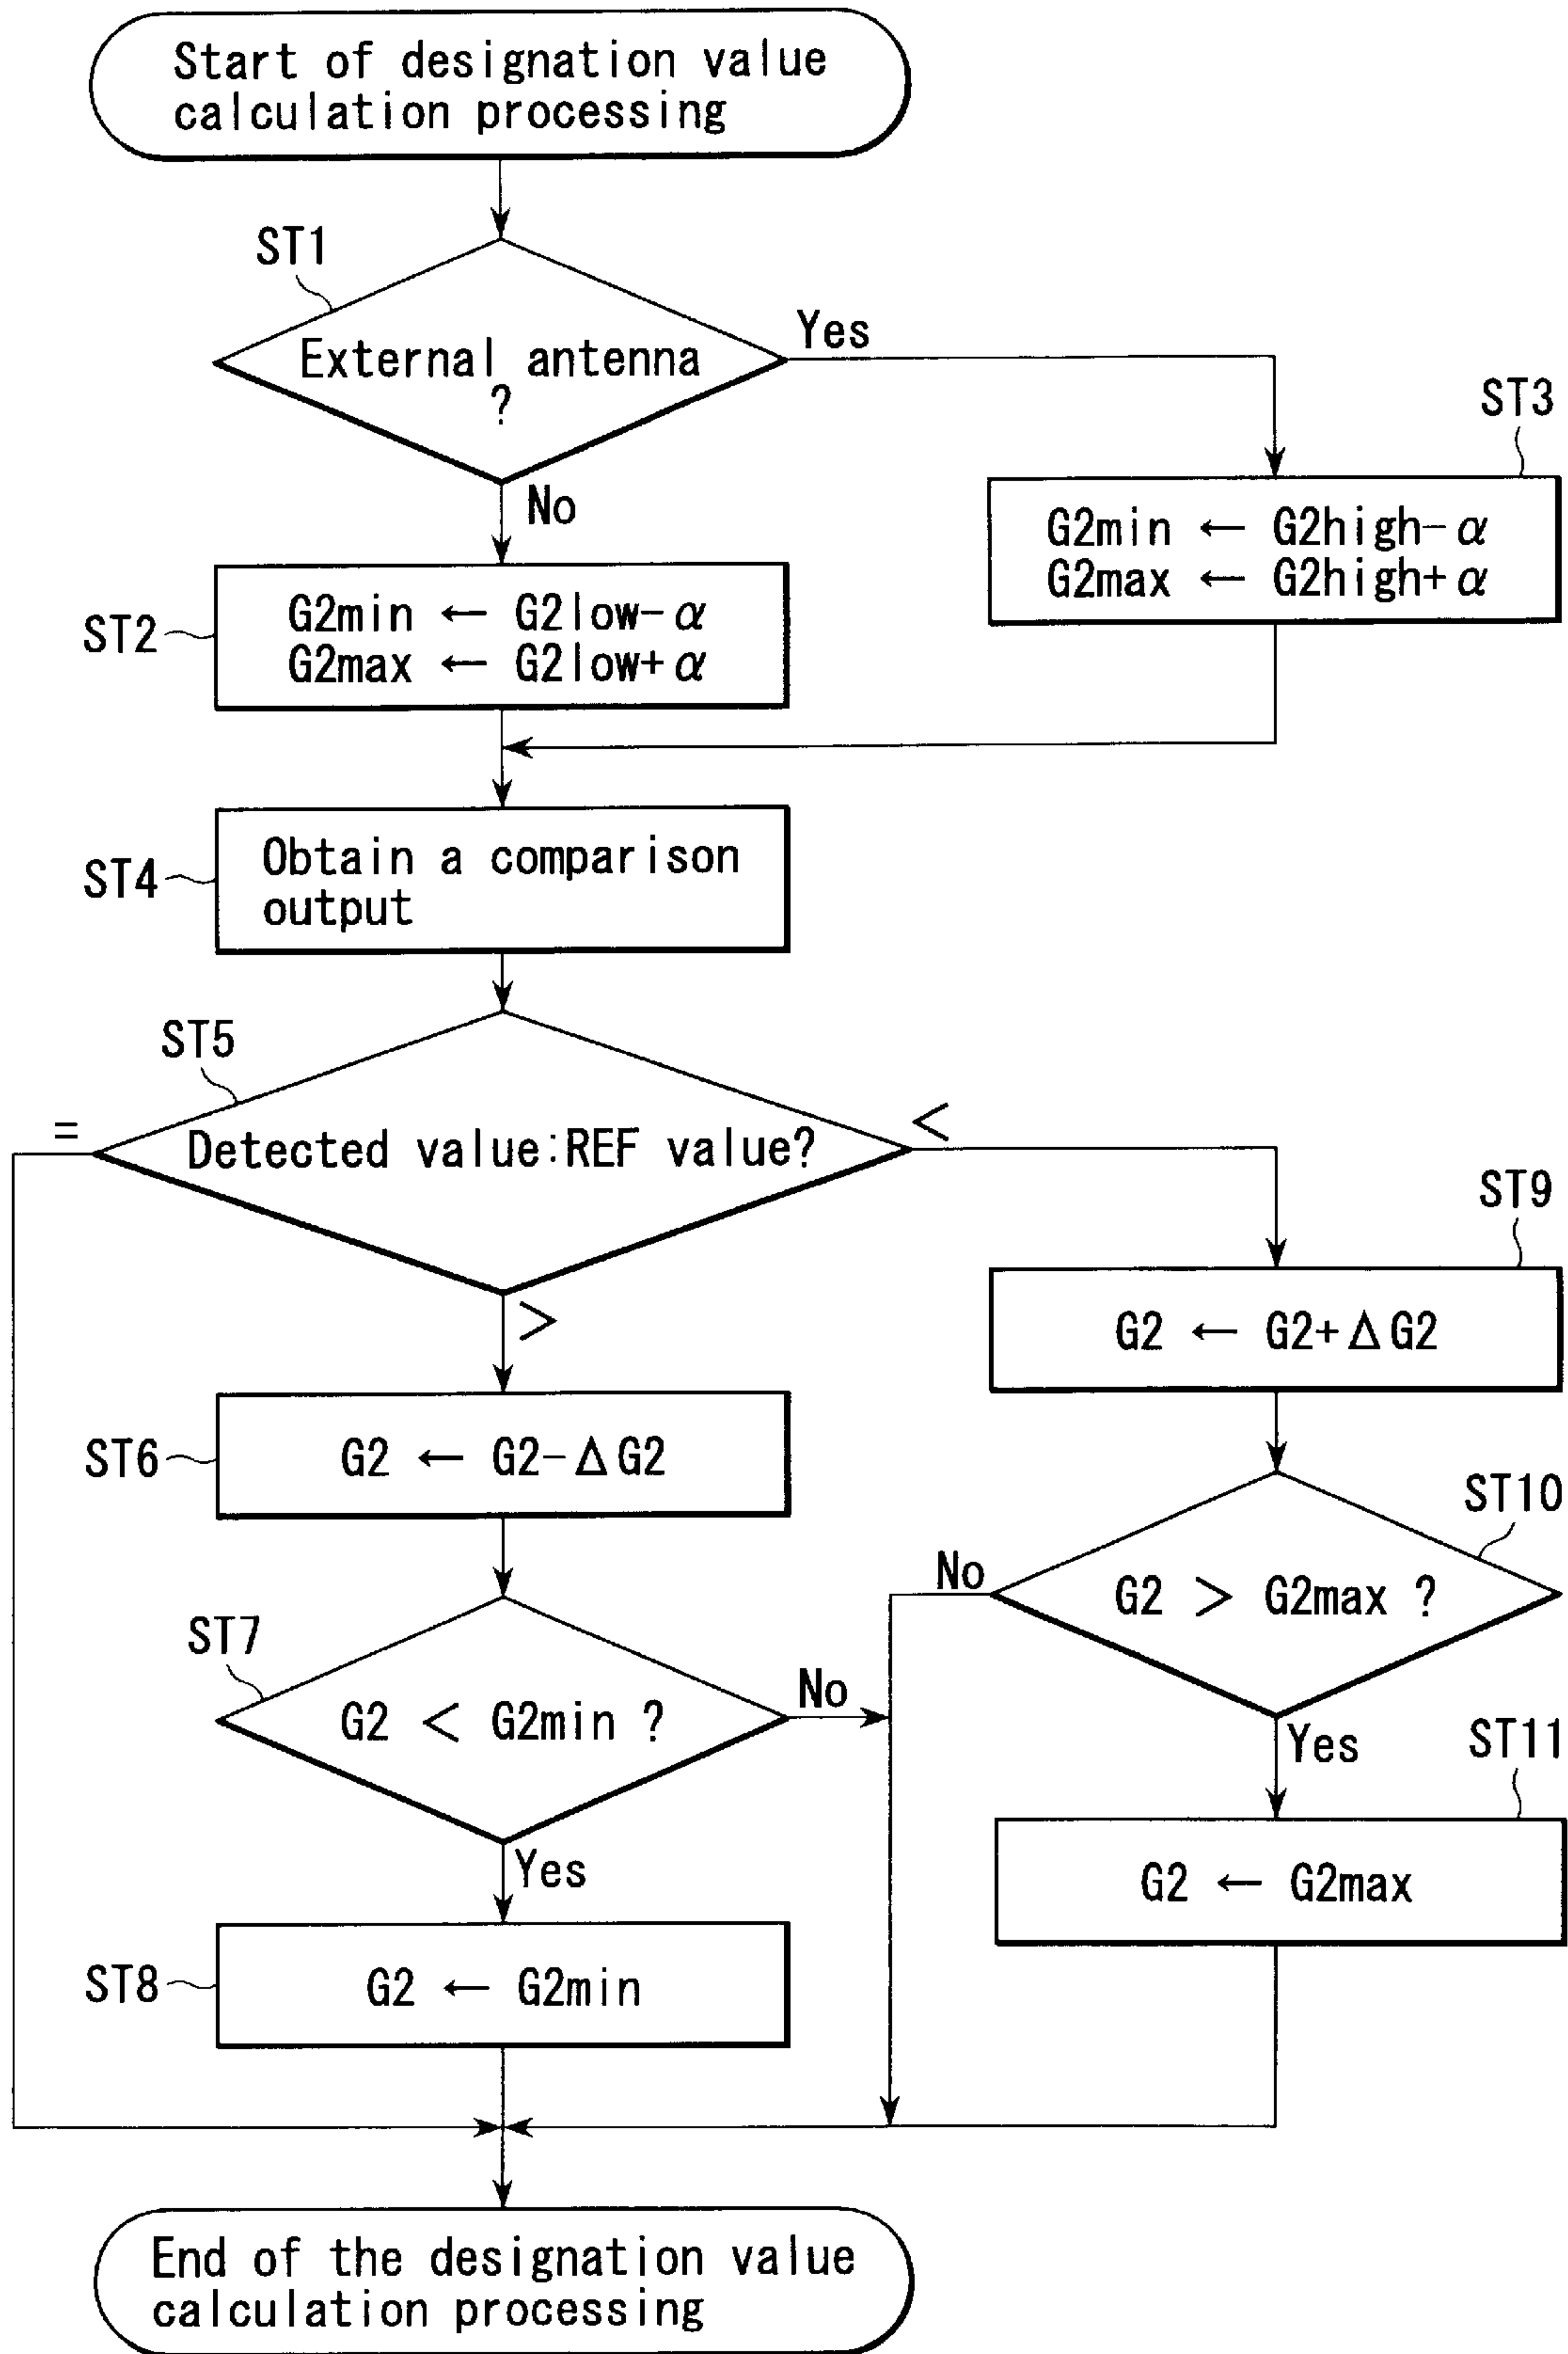 Start of designation value
calculation processing
ST1
External antenna
?
Yes
No
ST3
G2min ← G2high-α
G2max ← G2high+α
ST2
G2min ← G2low-α
G2max ← G2low+α
ST4
Obtain a comparison
output
ST5
=
Detected value:REF value?
<
>
ST9
G2 ← G2+ΔG2
ST6
G2 ← G2-ΔG2
ST10
No
G2 > G2max ?
Yes
ST7
G2 < G2min ?
No
Yes
ST11
G2 ← G2max
ST8
G2 ← G2min
End of the designation value
calculation processing